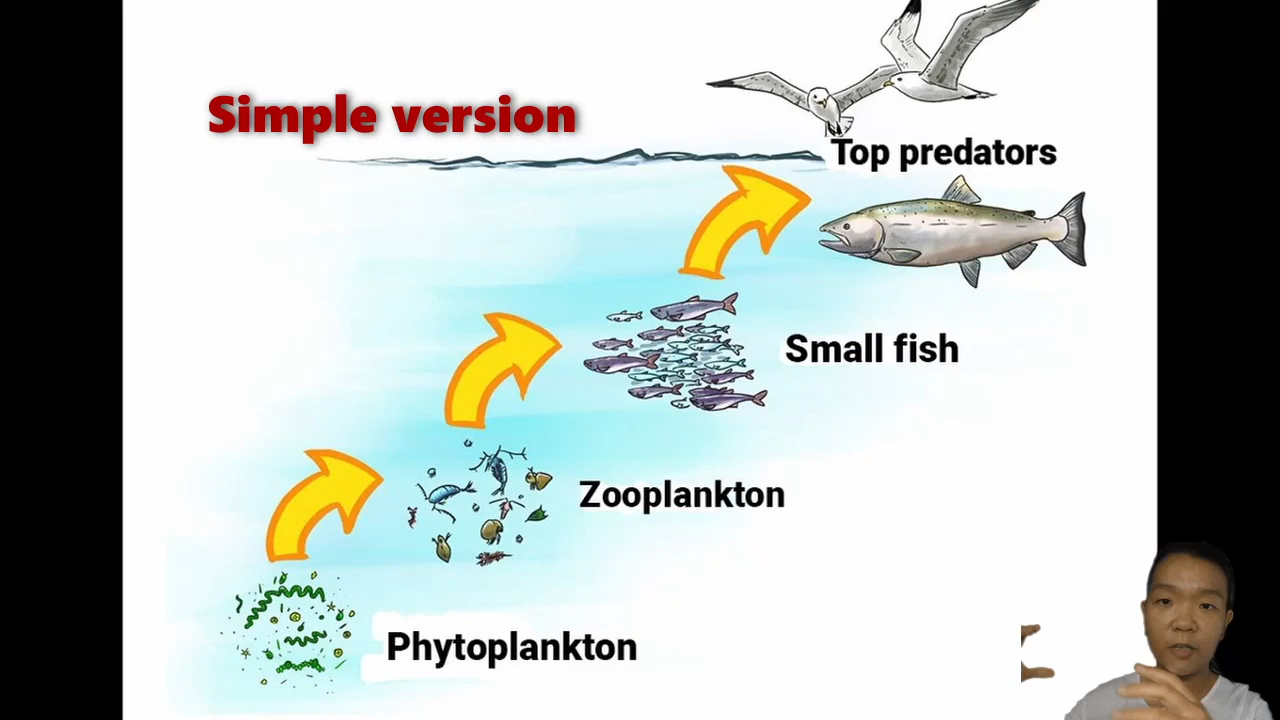 Simple version
Top predators
Small fish
Zooplankton
Phytoplankton